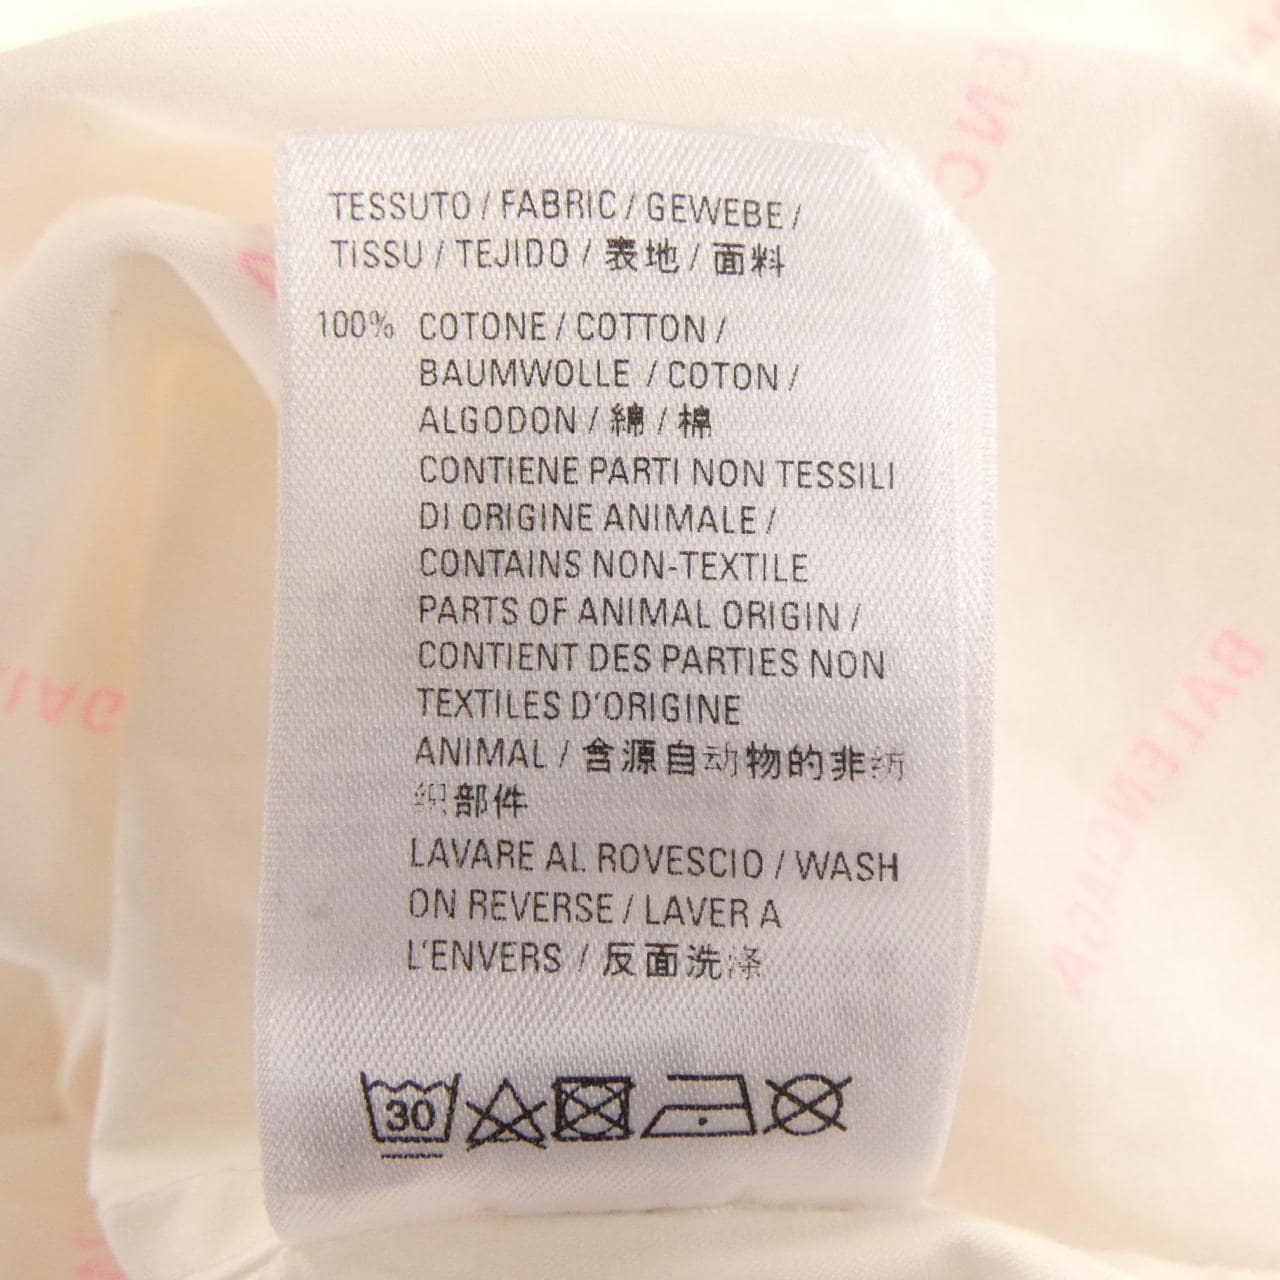 TESSUTO / FABRIC / GEWEBE /
TISSU / TEJIDO / 表地 / 面料
100% COTONE / COTTON /
BAUMWOLLE / COTON /
ALGODON / 綿 / 棉
CONTIENE PARTI NON TESSILI
DI ORIGINE ANIMALE /
CONTAINS NON-TEXTILE
PARTS OF ANIMAL ORIGIN /
CONTIENT DES PARTIES NON
TEXTILES D'ORIGINE
ANIMAL / 含源自动物的非纺
织部件
LAVARE AL ROVESCIO / WASH
ON REVERSE / LAVER A
L'ENVERS / 反面洗涤
30
BALENCIAGA
ENC
IAG